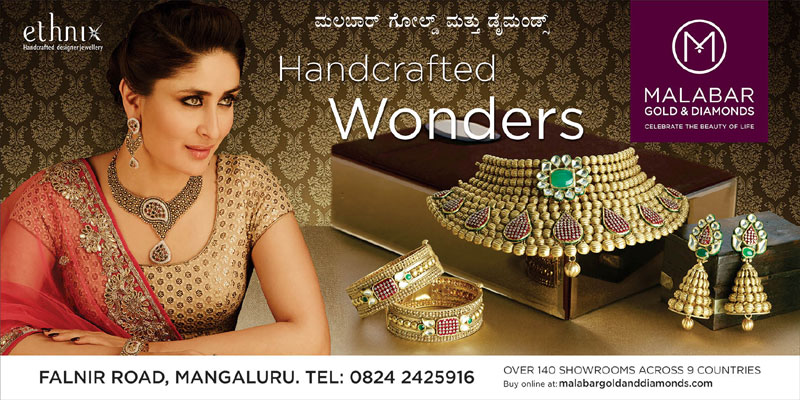 ethnix
Handcrafted designer jewellery
ಮಲಬಾರ್ ಗೋಲ್ಡ್ ಮತ್ತು ಡೈಮಂಡ್ಸ್
Handcrafted
Wonders
MALABAR
GOLD & DIAMONDS
CELEBRATE THE BEAUTY OF LIFE
FALNIR ROAD, MANGALURU. TEL: 0824 2425916
OVER 140 SHOWROOMS ACROSS 9 COUNTRIES
Buy online at: malabargoldanddiamonds.com